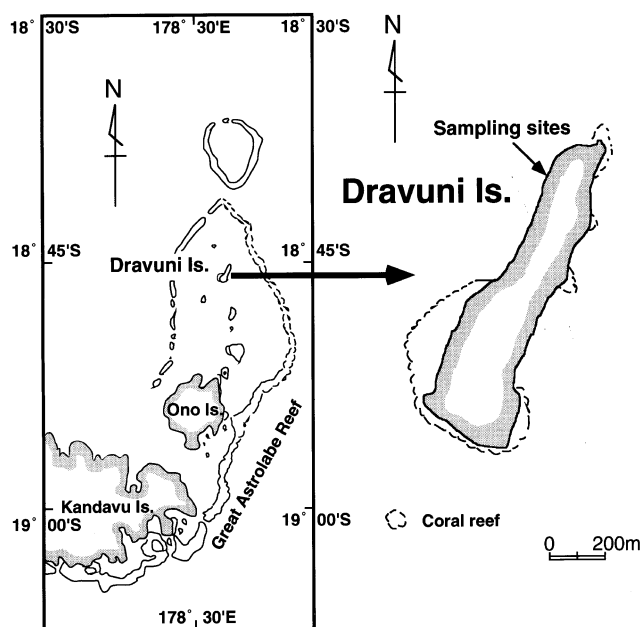 18° 30'S
178° 30'E
18° 30'S
N
N
Sampling sites
Dravuni Is.
18° 45'S
18° 45'S
Dravuni Is.
Ono Is.
Great Astrolabe Reef
Kandavu Is.
19° 00'S
19° 00'S
Coral reef
0 200m
178° 30'E